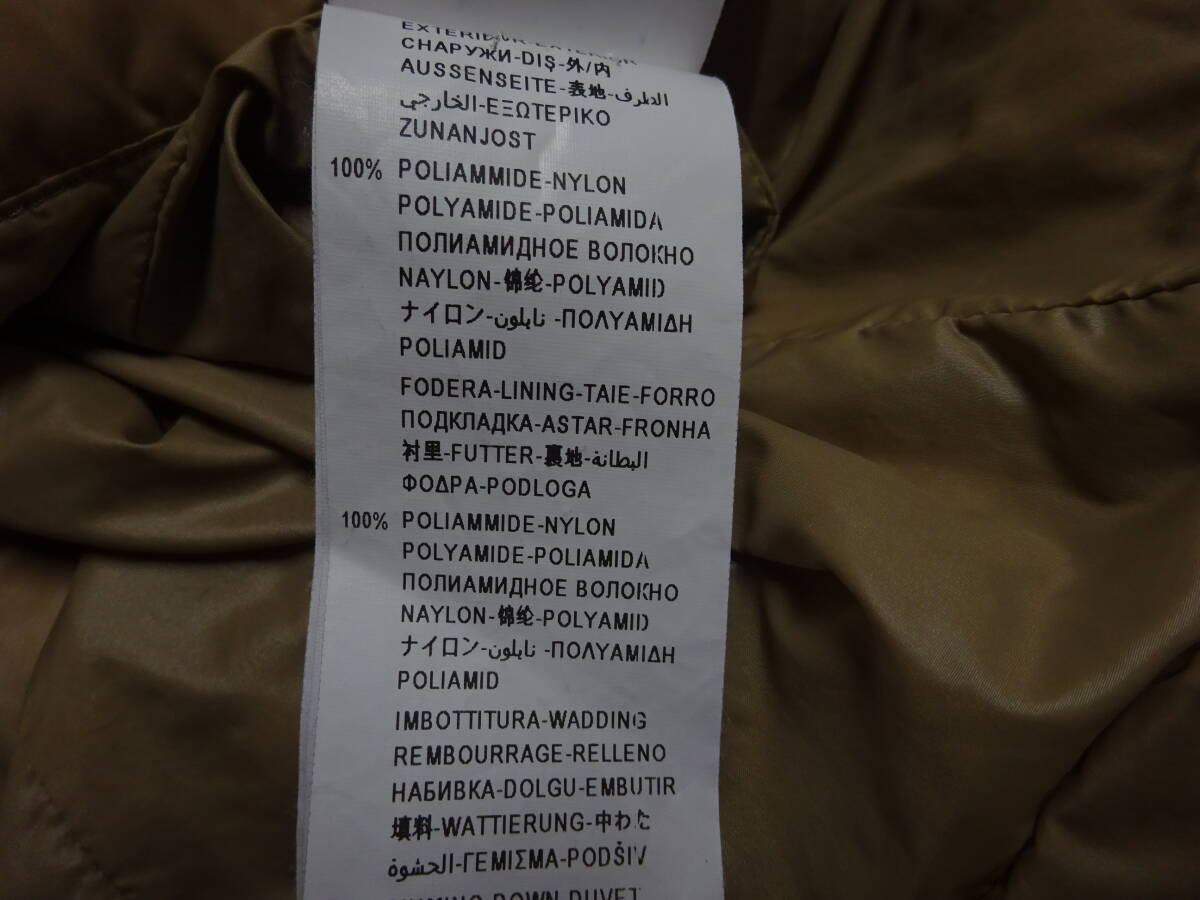 СНАРУЖИ-DIŞ-外/内
AUSSENSEITE-表地-الطرف
الخارجي-ΕΞΩΤΕΡΙΚΟ
ZUNANJOST
100% POLIAMMIDE-NYLON
POLYAMIDE-POLIAMIDA
ПОЛИАМИДНОЕ ВОЛОКНО
NAYLON-锦纶-POLYAMID
ナイロン-نايلون-ΠΟΛΥΑΜΙΔΗ
POLIAMID
FODERA-LINING-TAIE-FORRO
ПОДКЛАДКА-ASTAR-FRONHA
衬里-FUTTER-裏地-البطانة
ΦΟΔΡΑ-PODLOGA
100% POLIAMMIDE-NYLON
POLYAMIDE-POLIAMIDA
ПОЛИАМИДНОЕ ВОЛОКНО
NAYLON-锦纶-POLYAMID
ナイロン-نايلون-ΠΟΛΥΑΜΙΔΗ
POLIAMID
IMBOTTITURA-WADDING
REMBOURRAGE-RELLENO
НАБИВКА-DOLGU-EMBUTIR
填料-WATTIERUNG-中わた
الحشوة-ΓΕΜΙΣΜΑ-PODŠIV
DOWN-DUVET